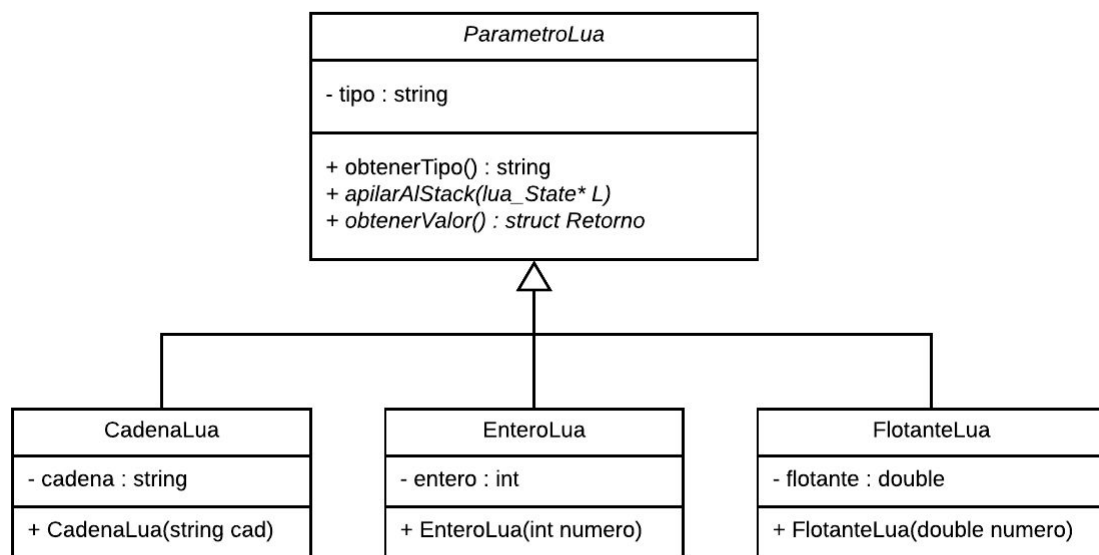 ParametroLua
- tipo : string
+ obtenerTipo() : string
+ apilarAlStack(lua_State* L)
+ obtenerValor() : struct Retorno
CadenaLua
- cadena : string
+ CadenaLua(string cad)
EnteroLua
- entero : int
+ EnteroLua(int numero)
FlotanteLua
- flotante : double
+ FlotanteLua(double numero)